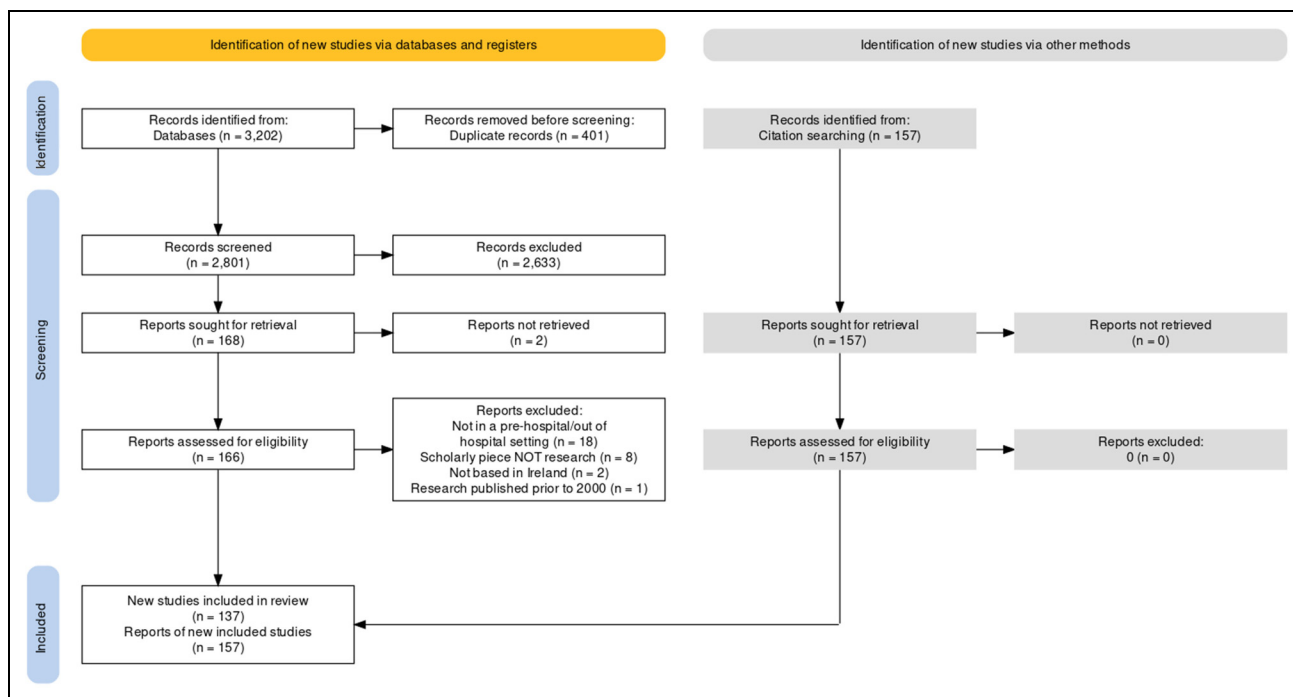 Identification of new studies via databases and registers
Identification of new studies via other methods
Identification
Records identified from:
Databases (n = 3,202)
Records removed before screening:
Duplicate records (n = 401)
Records identified from:
Citation searching (n = 157)
Screening
Records screened
(n = 2,801)
Records excluded
(n = 2,633)
Reports sought for retrieval
(n = 168)
Reports not retrieved
(n = 2)
Reports sought for retrieval
(n = 157)
Reports not retrieved
(n = 0)
Reports assessed for eligibility
(n = 166)
Reports excluded:
Not in a pre-hospital/out of
hospital setting (n = 18)
Scholarly piece NOT research (n = 8)
Not based in Ireland (n = 2)
Research published prior to 2000 (n = 1)
Reports assessed for eligibility
(n = 157)
Reports excluded:
0 (n = 0)
Included
New studies included in review
(n = 137)
Reports of new included studies
(n = 157)